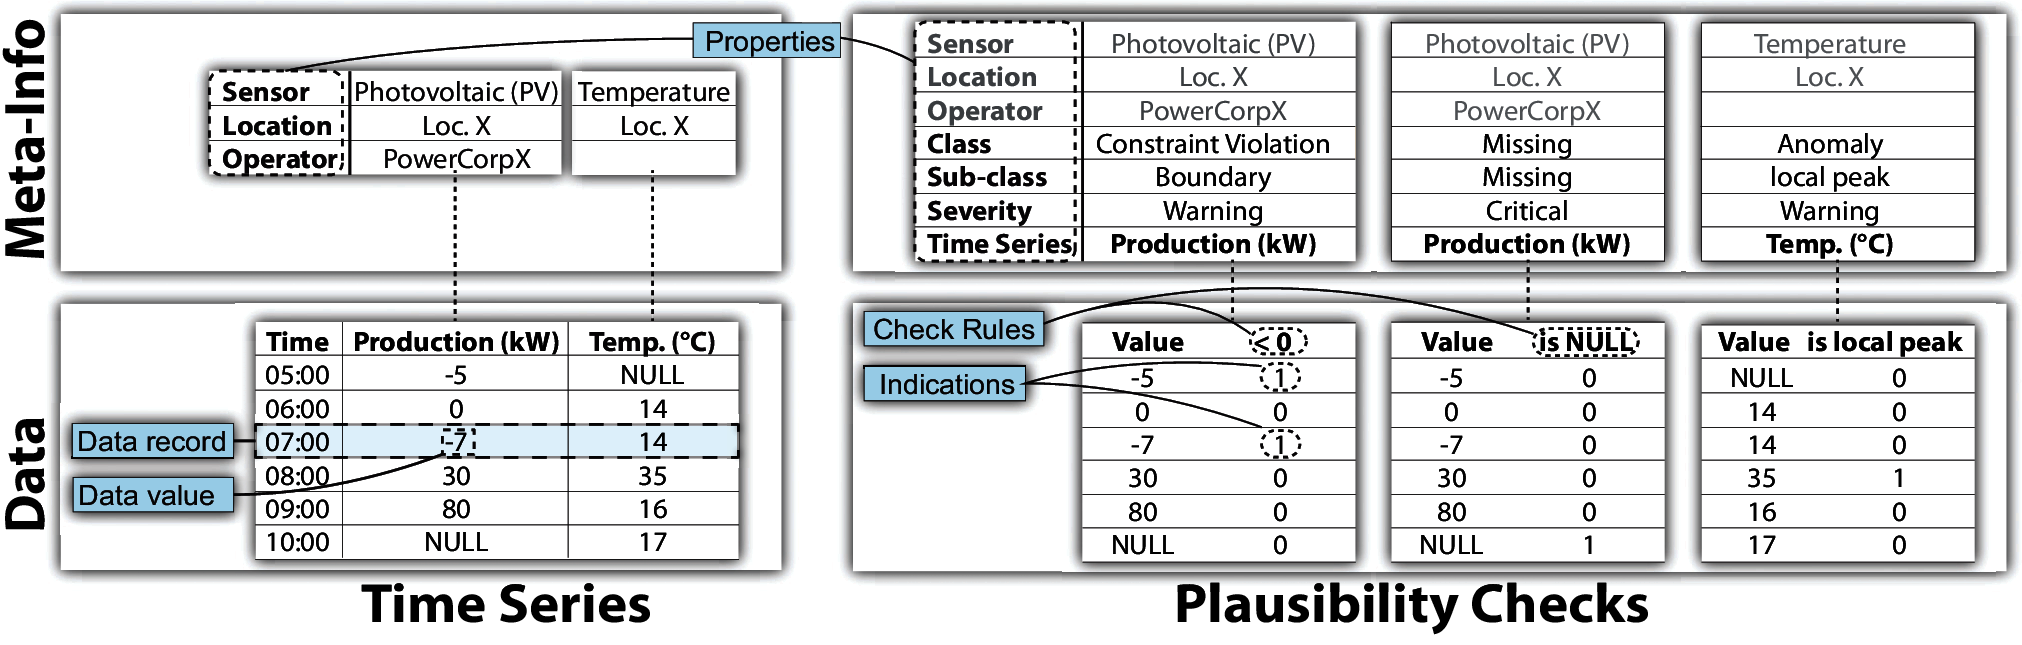 Meta-Info
Properties
Sensor Photovoltaic (PV) Temperature
Location Loc. X Loc. X
Operator PowerCorpX
Sensor Photovoltaic (PV) Photovoltaic (PV) Temperature
Location Loc. X Loc. X Loc. X
Operator PowerCorpX PowerCorpX
Class Constraint Violation Missing Anomaly
Sub-class Boundary Missing local peak
Severity Warning Critical Warning
Time Series Production (kW) Production (kW) Temp. (°C)
Data
Data record
Data value
Time Production (kW) Temp. (°C)
05:00 -5 NULL
06:00 0 14
07:00 -7 14
08:00 30 35
09:00 80 16
10:00 NULL 17
Check Rules
Indications
Value < 0 Value is NULL Value is local peak
-5 1 -5 0 NULL 0
0 0 0 0 14 0
-7 1 -7 0 14 0
30 0 30 0 35 1
80 0 80 0 16 0
NULL 0 NULL 1 17 0
Time Series
Plausibility Checks